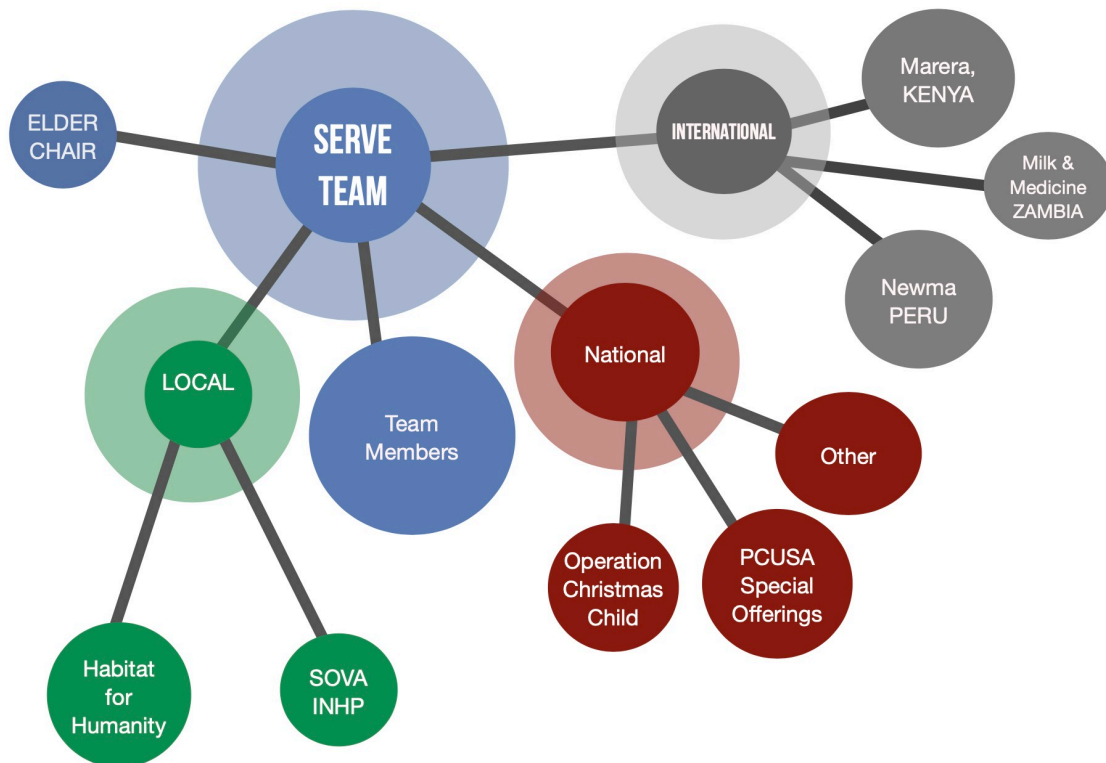 ELDER
CHAIR
SERVE
TEAM
INTERNATIONAL
Marera,
KENYA
Milk &
Medicine
ZAMBIA
Newma
PERU
LOCAL
Team
Members
National
Other
Operation
Christmas
Child
PCUSA
Special
Offerings
Habitat
for
Humanity
SOVA
INHP